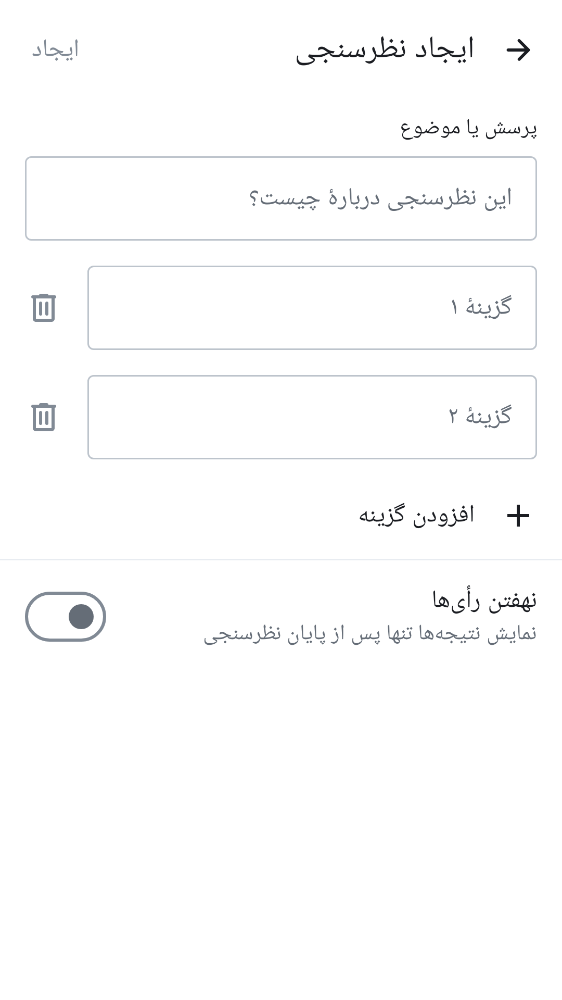 ایجاد نظرسنجی
ایجاد
پرسش یا موضوع
این نظرسنجی دربارهٔ چیست؟
گزینهٔ ۱
گزینهٔ ۲
افزودن گزینه
نهفتن رأی‌ها
نمایش نتیجه‌ها تنها پس از پایان نظرسنجی